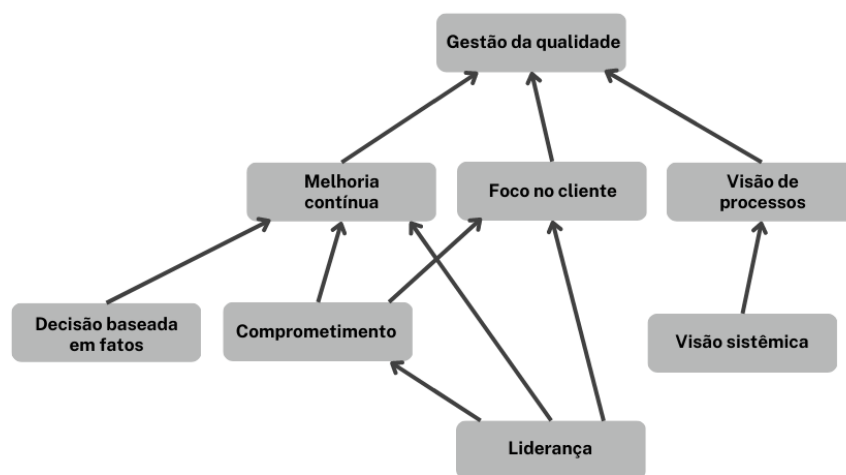 Gestão da qualidade
Melhoria
contínua
Foco no cliente
Visão de
processos
Decisão baseada
em fatos
Comprometimento
Visão sistêmica
Liderança